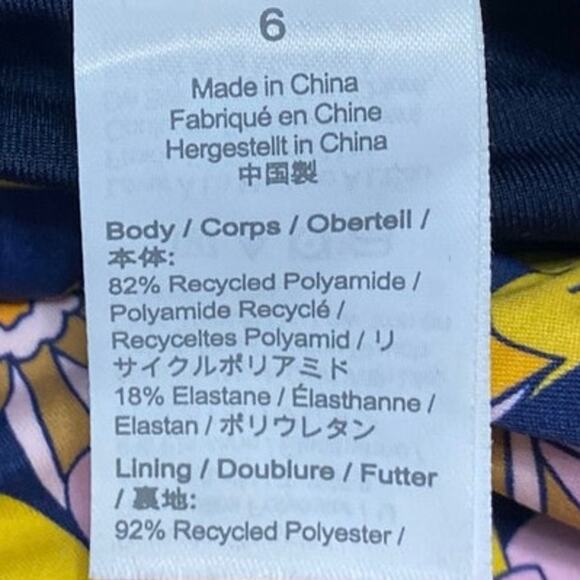 6
Made in China
Fabriqué en Chine
Hergestellt in China
中国製
Body / Corps / Oberteil /
本体:
82% Recycled Polyamide /
Polyamide Recyclé /
Recyceltes Polyamid / リ
サイクルポリアミド
18% Elastane / Élasthanne /
Elastan / ポリウレタン
Lining / Doublure / Futter
/ 裏地:
92% Recycled Polyester /